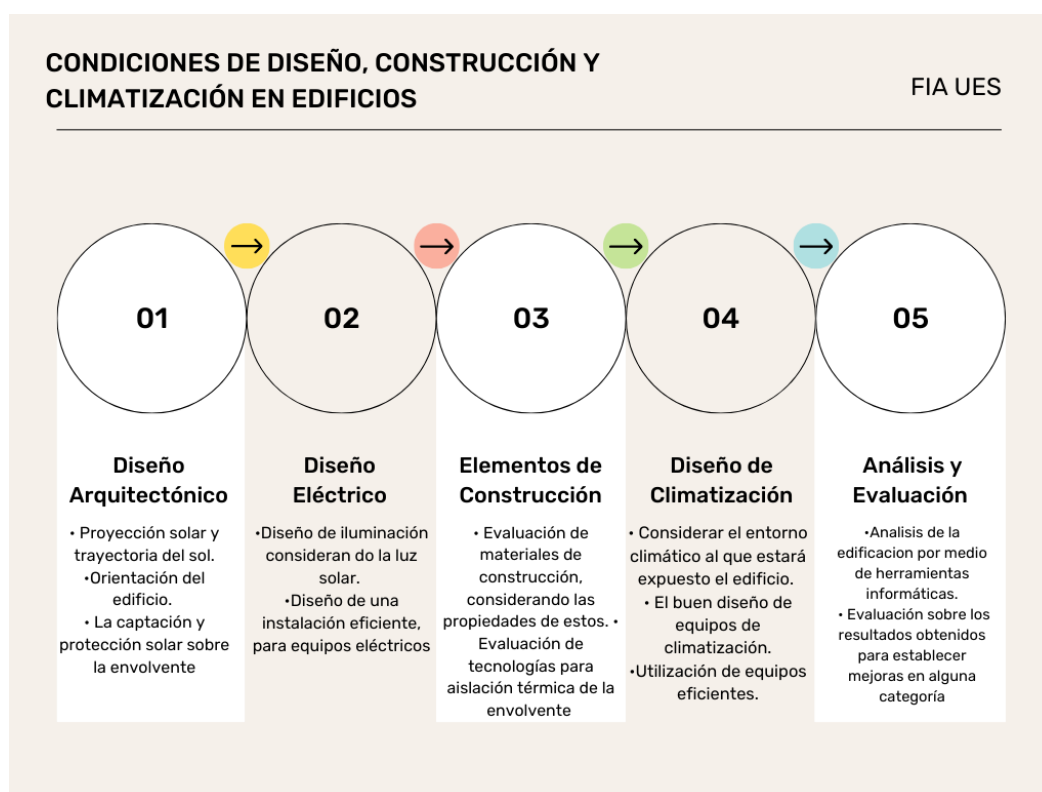 CONDICIONES DE DISEÑO, CONSTRUCCIÓN Y
CLIMATIZACIÓN EN EDIFICIOS
FIA UES
01
Diseño
Arquitectónico
• Proyección solar y
trayectoria del sol.
•Orientación del
edificio.
• La captación y
protección solar sobre
la envolvente
02
Diseño
Eléctrico
•Diseño de iluminación
consideran do la luz
solar.
•Diseño de una
instalación eficiente,
para equipos eléctricos
03
Elementos de
Construcción
• Evaluación de
materiales de
construcción,
considerando las
propiedades de estos. •
Evaluación de
tecnologías para
aislación térmica de la
envolvente
04
Diseño de
Climatización
• Considerar el entorno
climático al que estará
expuesto el edificio.
• El buen diseño de
equipos de
climatización.
•Utilización de equipos
eficientes.
05
Análisis y
Evaluación
•Analisis de la
edificacion por medio
de herramientas
informáticas.
• Evaluación sobre los
resultados obtenidos
para establecer
mejoras en alguna
categoría